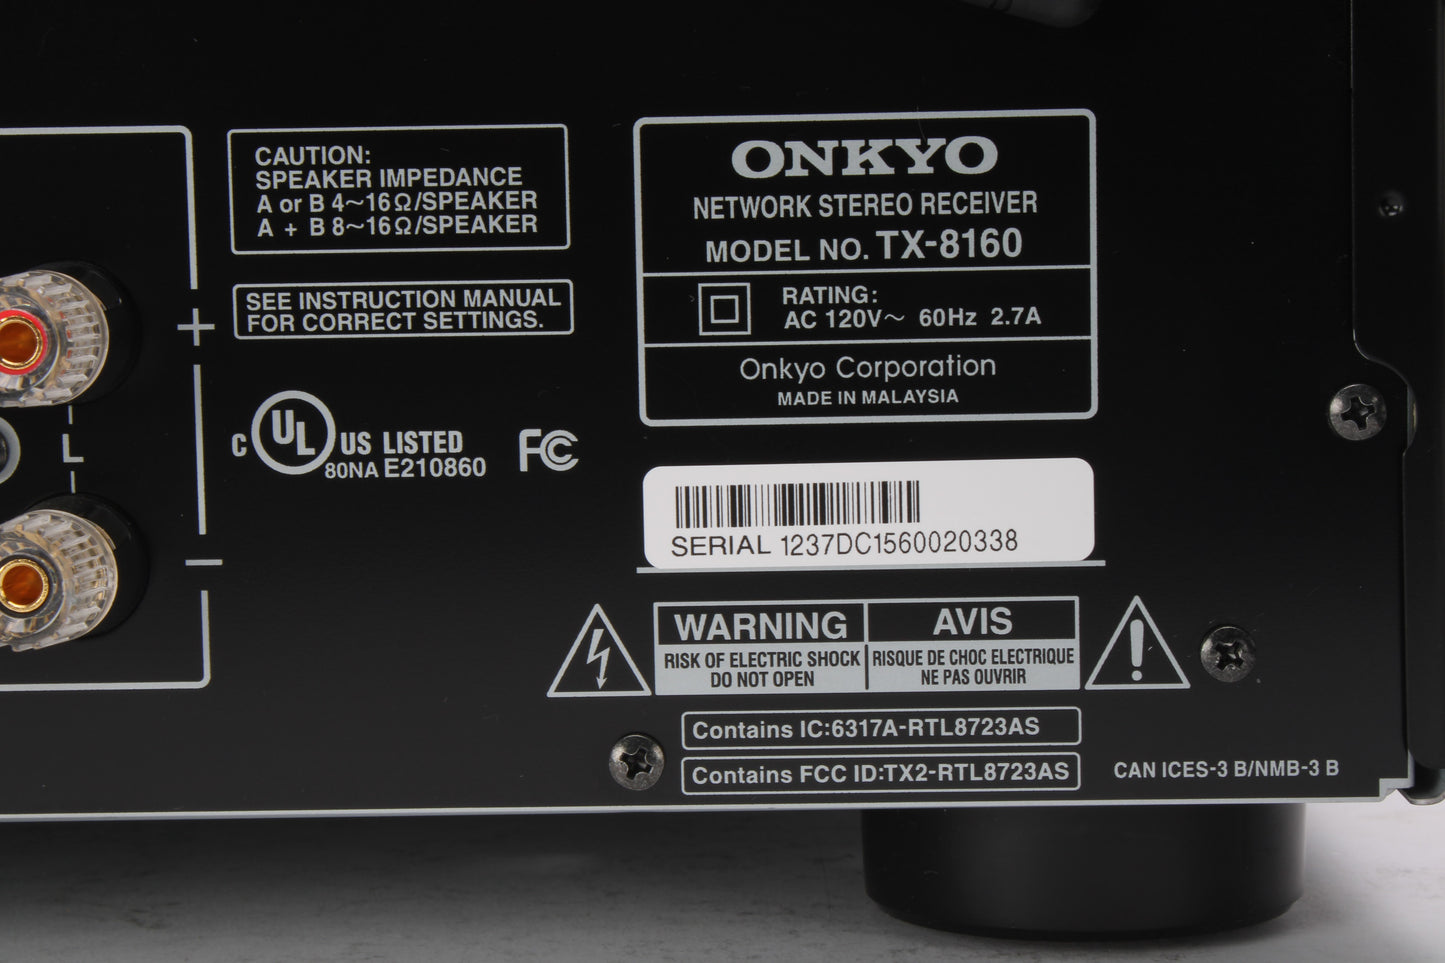 CAUTION:
SPEAKER IMPEDANCE
A or B 4~16Ω/SPEAKER
A + B 8~16Ω/SPEAKER
SEE INSTRUCTION MANUAL
FOR CORRECT SETTINGS.
+
L
−
C UL US LISTED
80NA E210860
FC
ONKYO
NETWORK STEREO RECEIVER
MODEL NO. TX-8160
RATING:
AC 120V~ 60Hz 2.7A
Onkyo Corporation
MADE IN MALAYSIA
SERIAL 1237DC1560020338
WARNING
RISK OF ELECTRIC SHOCK
DO NOT OPEN
AVIS
RISQUE DE CHOC ELECTRIQUE
NE PAS OUVRIR
!
Contains IC:6317A-RTL8723AS
Contains FCC ID:TX2-RTL8723AS
CAN ICES-3 B/NMB-3 B